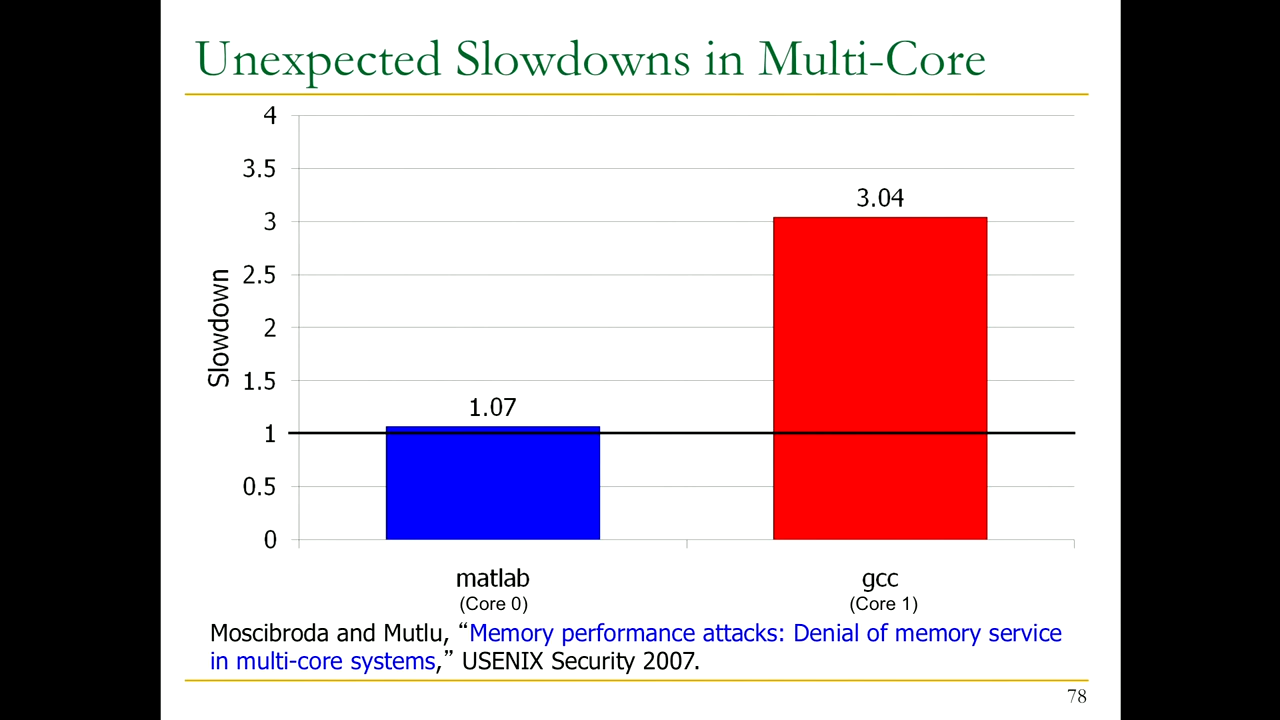 Unexpected Slowdowns in Multi-Core
4
3.5
3.04
3
2.5
Slowdown
2
1.5
1.07
1
0.5
0
matlab gcc
(Core 0) (Core 1)
Moscibroda and Mutlu, “Memory performance attacks: Denial of memory service
in multi-core systems,” USENIX Security 2007.
78